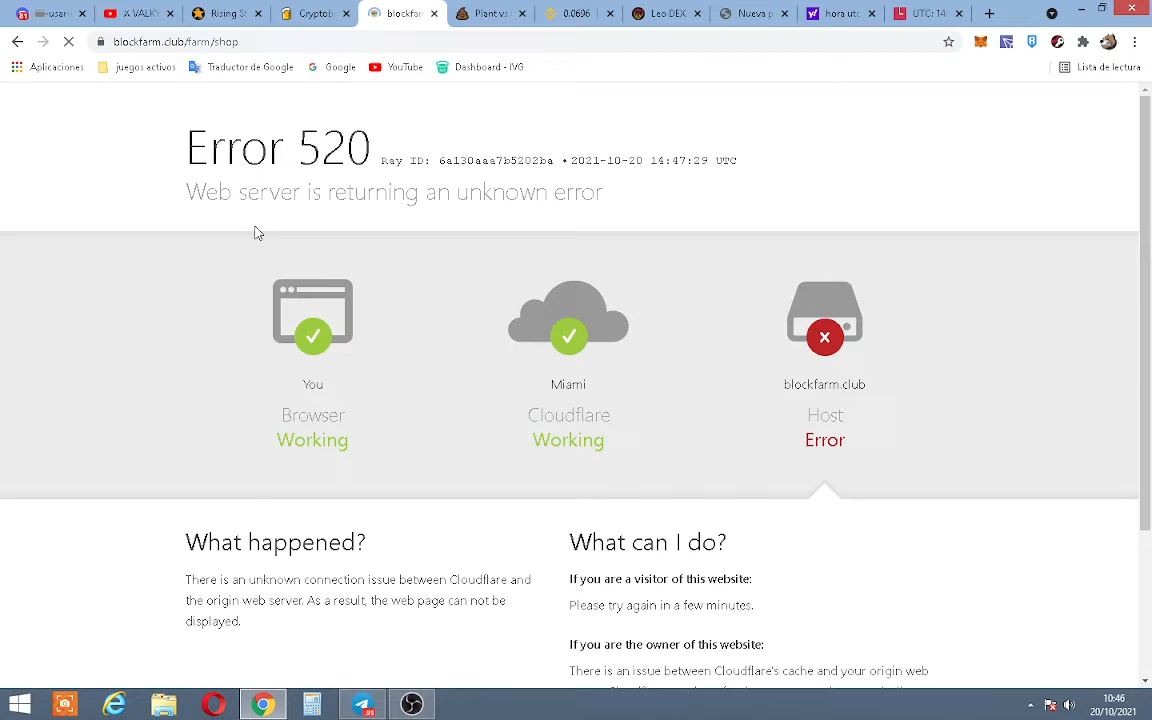 X VALKY
Rising St
Cryptob
blockfar
Plant vs
0.0696
Leo DEX
Nueva p
hora utc
UTC: 14:
blockfarm.club/farm/shop
Aplicaciones
juegos activos
Traductor de Google
Google
YouTube
Dashboard - IVG
Lista de lectura
Error 520
Ray ID: 6a130aaa7b5202ba • 2021-10-20 14:47:29 UTC
Web server is returning an unknown error
You
Miami
blockfarm.club
Browser
Cloudflare
Host
Working
Working
Error
What happened?
There is an unknown connection issue between Cloudflare and
the origin web server. As a result, the web page can not be
displayed.
What can I do?
If you are a visitor of this website:
Please try again in a few minutes.
If you are the owner of this website:
There is an issue between Cloudflare's cache and your origin web
10:46
20/10/2021